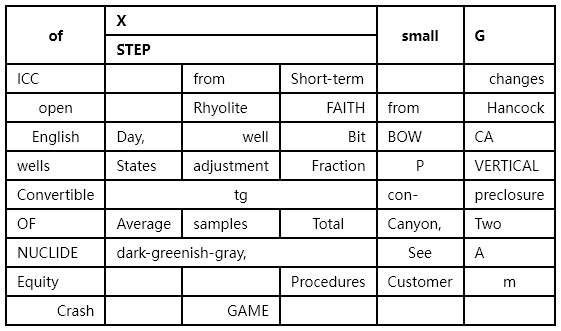 of X small G
STEP
ICC from Short-term changes
open Rhyolite FAITH from Hancock
English Day, well Bit BOW CA
wells States adjustment Fraction P VERTICAL
Convertible tg con- preclosure
OF Average samples Total Canyon, Two
NUCLIDE dark-greenish-gray, See A
Equity Procedures Customer m
Crash GAME